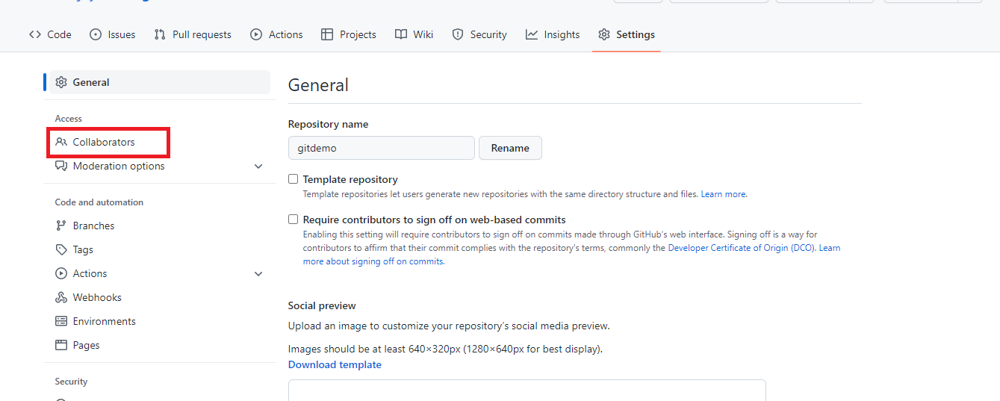 Code
Issues
Pull requests
Actions
Projects
Wiki
Security
Insights
Settings
General
Access
Collaborators
Moderation options
Code and automation
Branches
Tags
Actions
Webhooks
Environments
Pages
Security
General
Repository name
gitdemo
Rename
Template repository
Template repositories let users generate new repositories with the same directory structure and files. Learn more.
Require contributors to sign off on web-based commits
Enabling this setting will require contributors to sign off on commits made through GitHub's web interface. Signing off is a way for
contributors to affirm that their commit complies with the repository's terms, commonly the Developer Certificate of Origin (DCO). Learn
more about signing off on commits.
Social preview
Upload an image to customize your repository's social media preview.
Images should be at least 640×320px (1280×640px for best display).
Download template